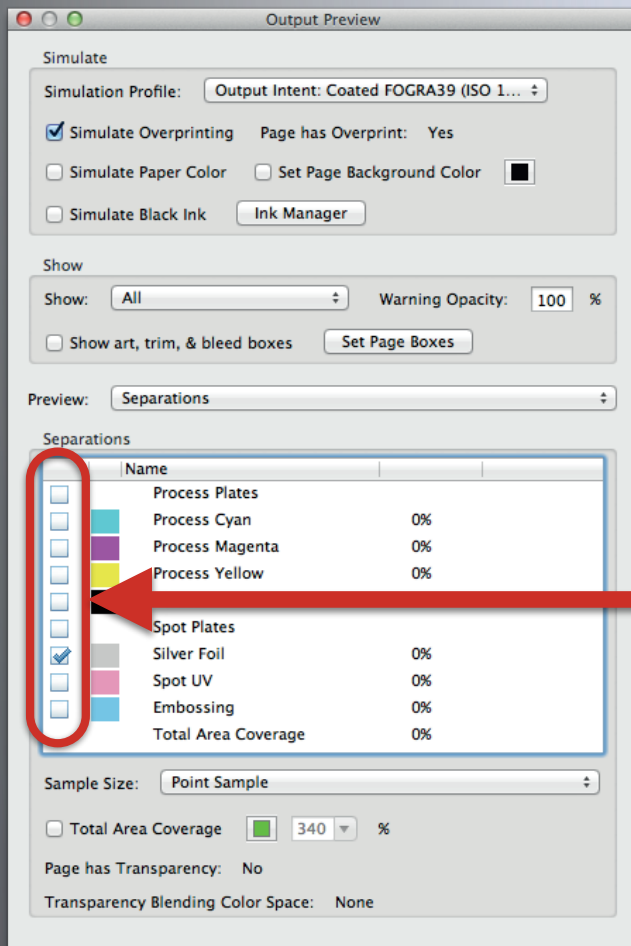 Output Preview
Simulate
Simulation Profile: Output Intent: Coated FOGRA39 (ISO 1...
Simulate Overprinting Page has Overprint: Yes
Simulate Paper Color Set Page Background Color
Simulate Black Ink Ink Manager
Show
Show: All Warning Opacity: 100 %
Show art, trim, & bleed boxes Set Page Boxes
Preview: Separations
Separations
Name
Process Plates
Process Cyan 0%
Process Magenta 0%
Process Yellow 0%
Spot Plates
Silver Foil 0%
Spot UV 0%
Embossing 0%
Total Area Coverage 0%
Sample Size: Point Sample
Total Area Coverage 340 %
Page has Transparency: No
Transparency Blending Color Space: None